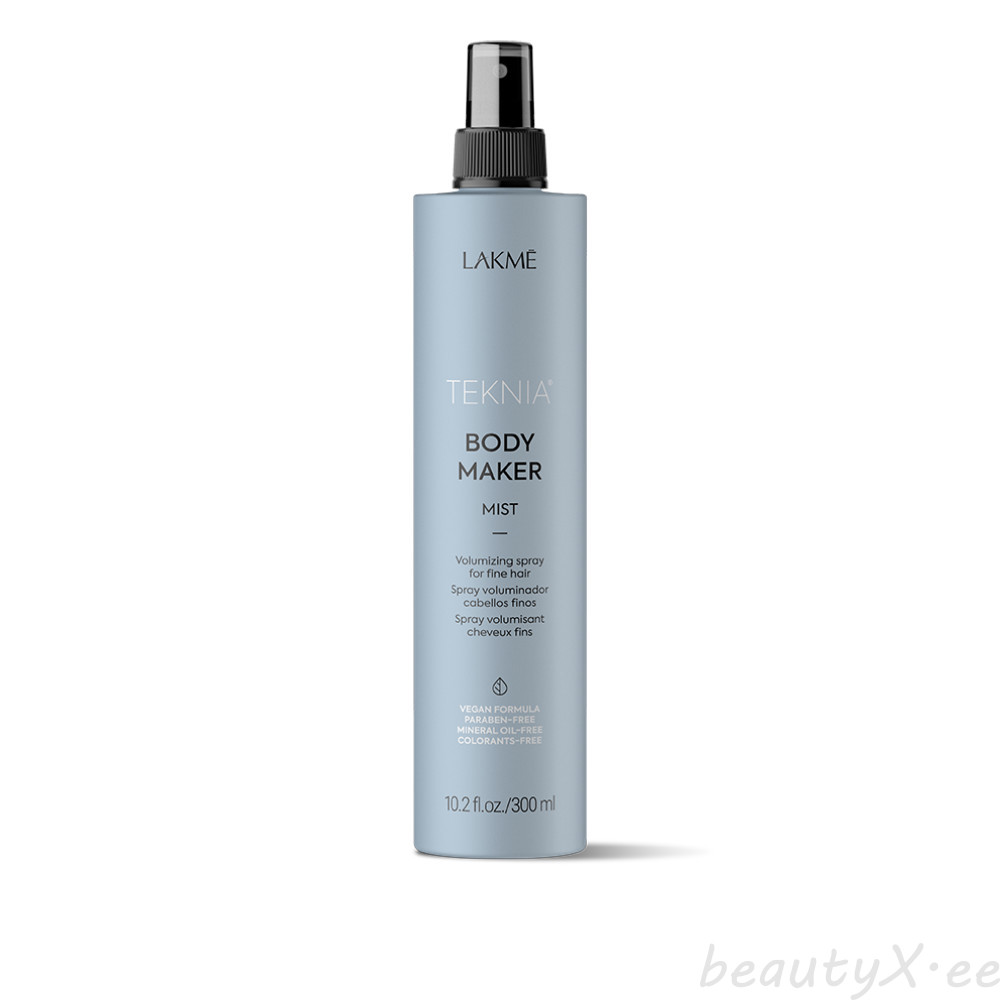 LAKMĒ
TEKNIA®
BODY
MAKER
MIST
Volumizing spray
for fine hair
Spray voluminador
cabellos finos
Spray volumisant
cheveux fins
VEGAN FORMULA
PARABEN-FREE
MINERAL OIL-FREE
COLORANTS-FREE
10.2 fl.oz./300 ml
beautyX.ee